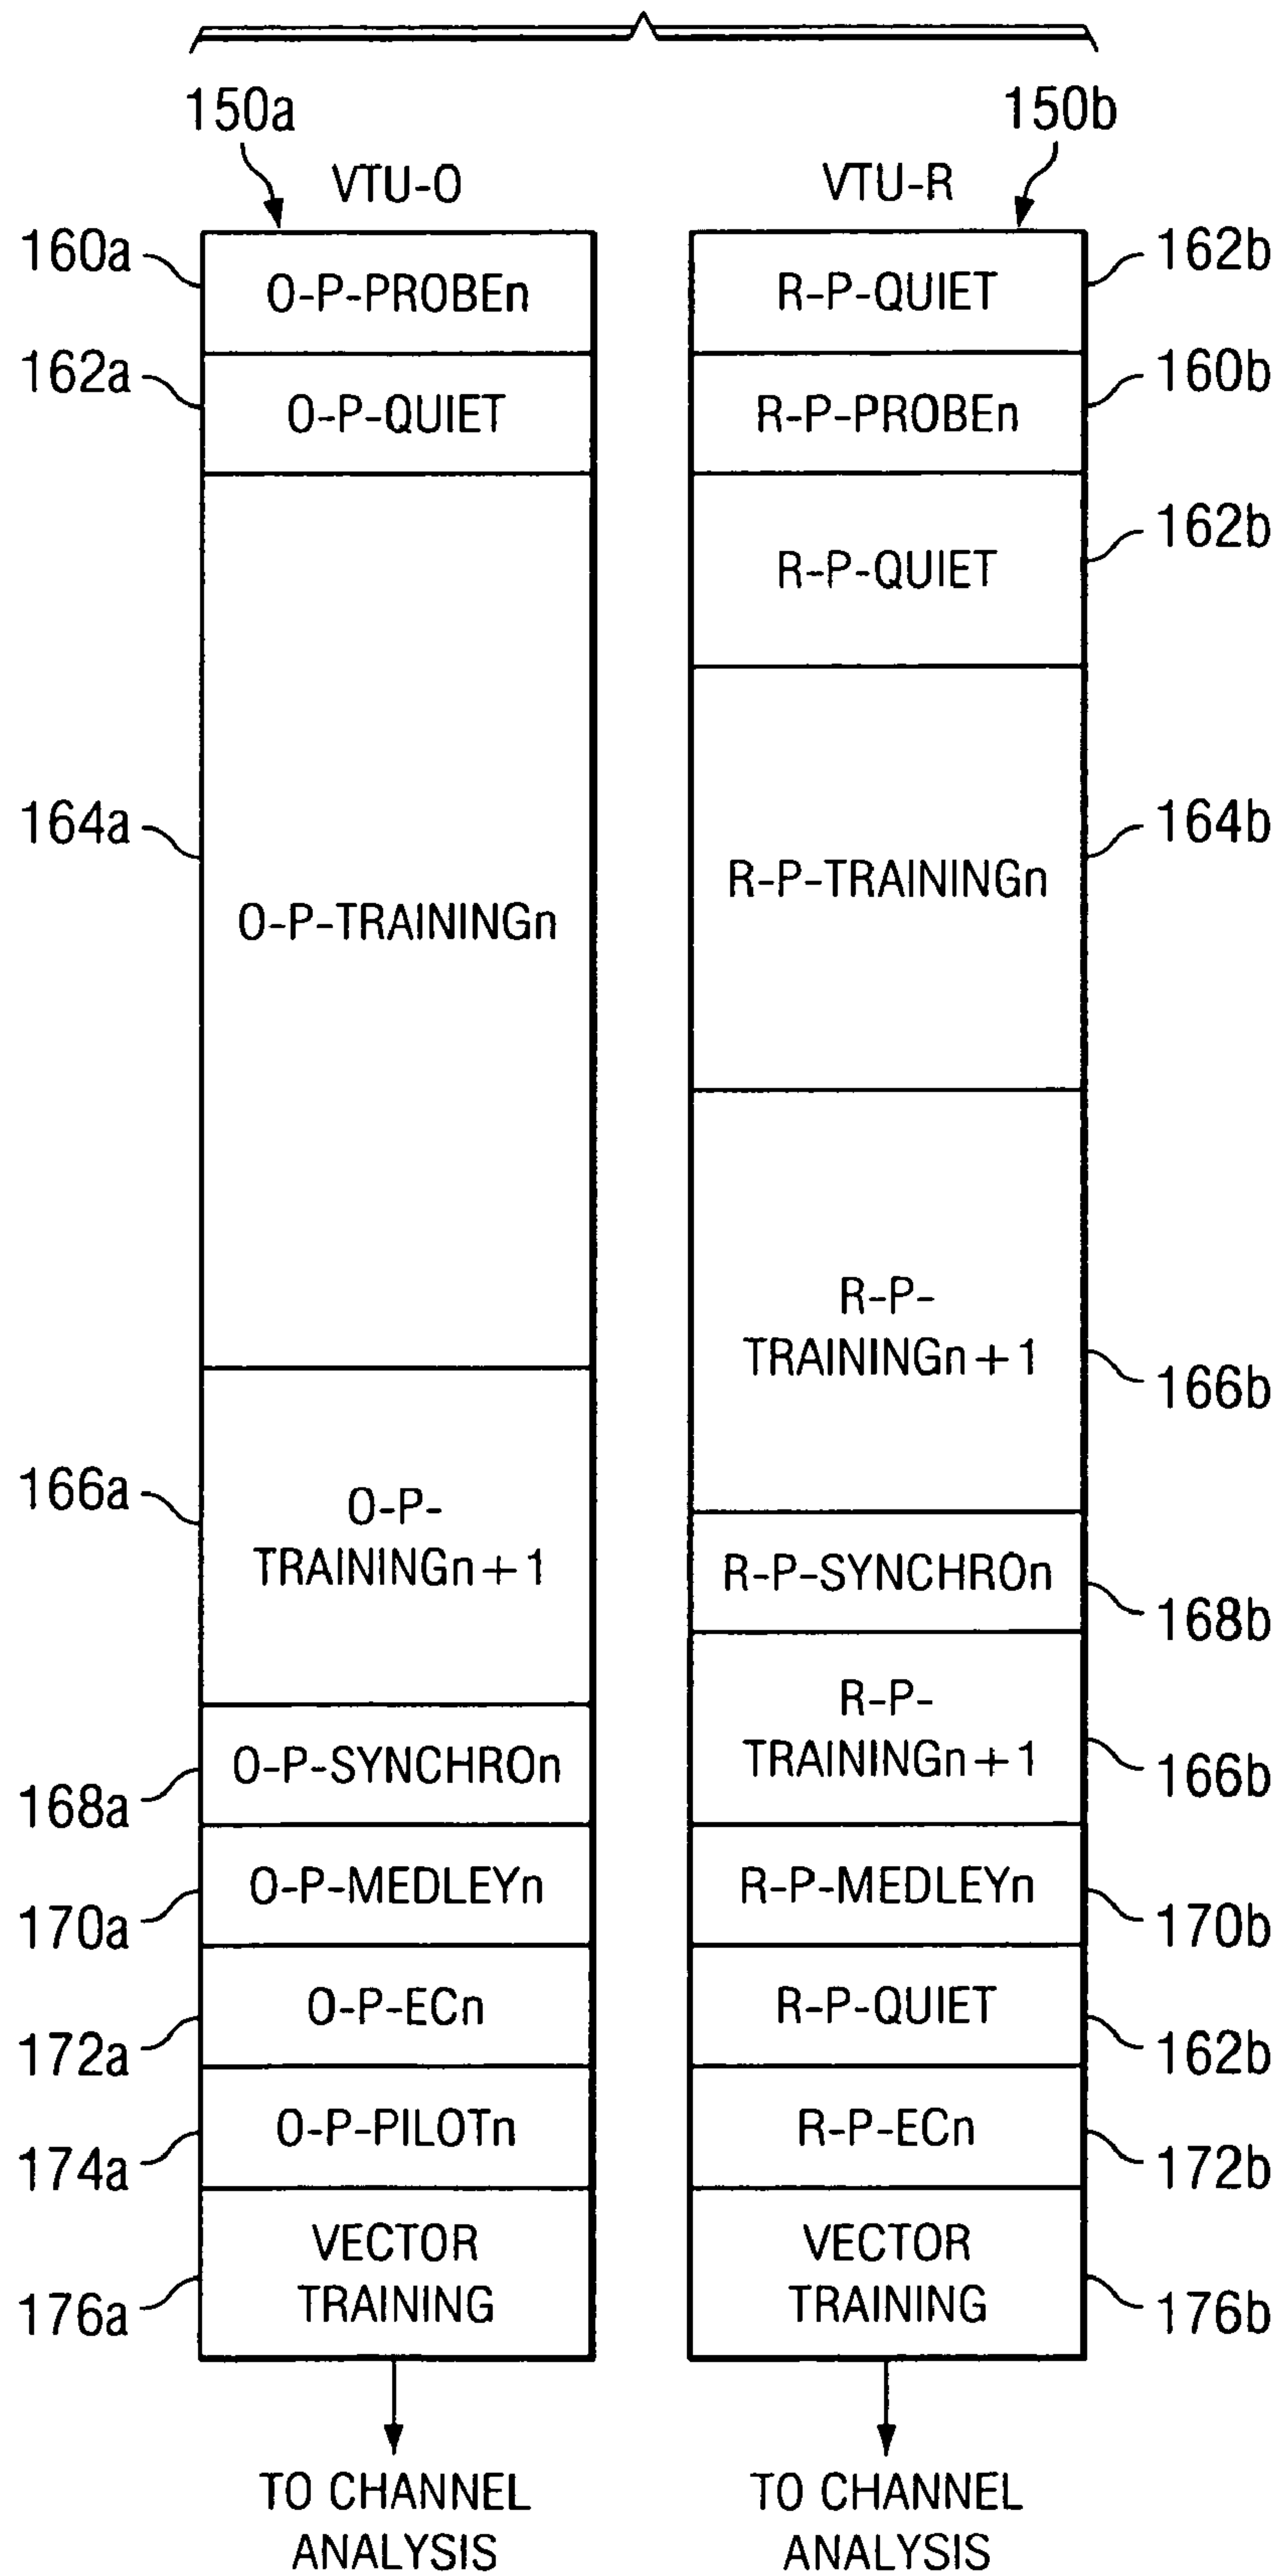 150a
150b
VTU-O
VTU-R
160a
O-P-PROBEn
R-P-QUIET
162b
162a
O-P-QUIET
R-P-PROBEn
160b
R-P-QUIET
162b
164a
O-P-TRAININGn
R-P-TRAININGn
164b
R-P-
TRAININGn+1
166b
166a
O-P-
TRAININGn+1
R-P-SYNCHROn
168b
R-P-
TRAININGn+1
166b
168a
O-P-SYNCHROn
170a
O-P-MEDLEYn
R-P-MEDLEYn
170b
172a
O-P-ECn
R-P-QUIET
162b
174a
O-P-PILOTn
R-P-ECn
172b
176a
VECTOR
TRAINING
VECTOR
TRAINING
176b
TO CHANNEL
ANALYSIS
TO CHANNEL
ANALYSIS